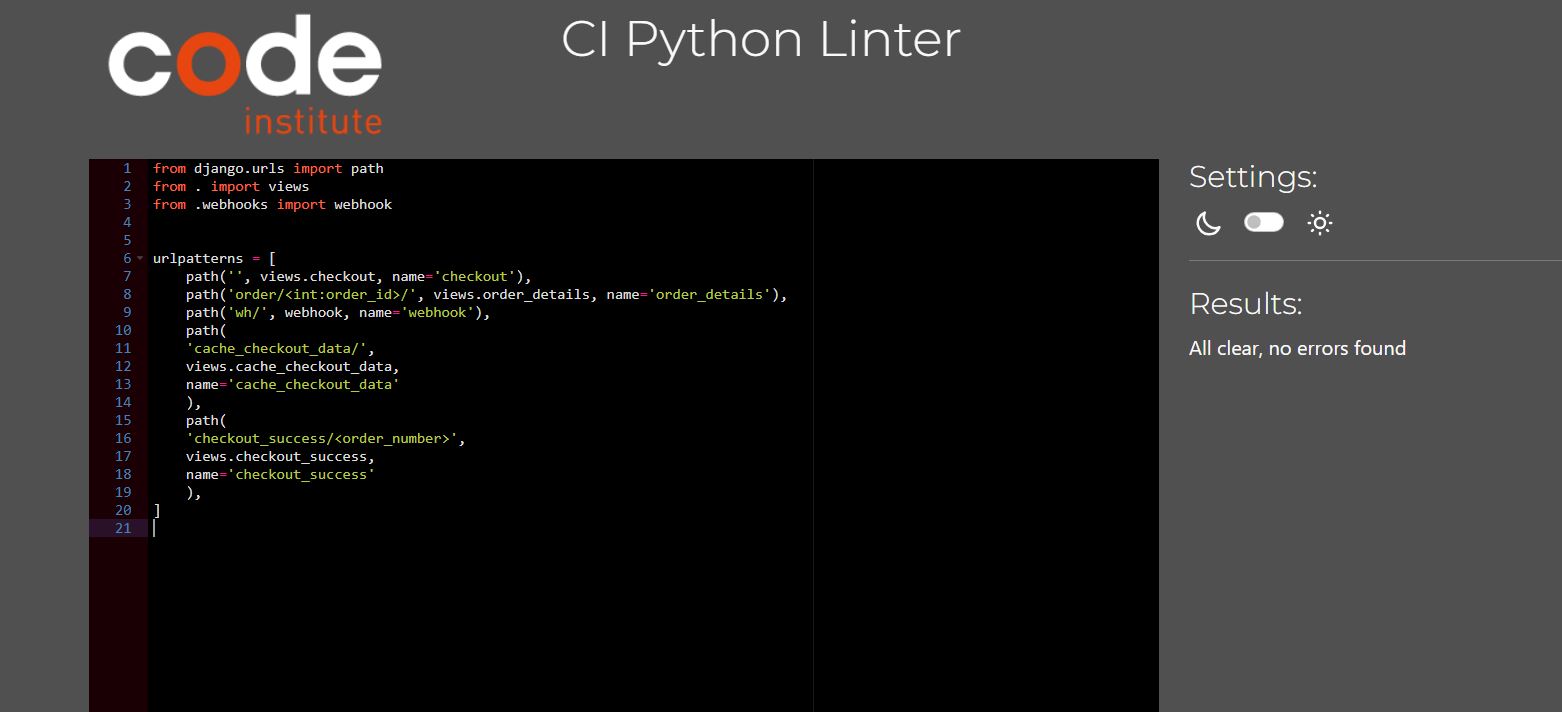 code
institute
CI Python Linter
1 from django.urls import path
2 from . import views
3 from .webhooks import webhook
4
5
6 urlpatterns = [
7     path('', views.checkout, name='checkout'),
8     path('order/<int:order_id>/', views.order_details, name='order_details'),
9     path('wh/', webhook, name='webhook'),
10     path(
11     'cache_checkout_data/',
12     views.cache_checkout_data,
13     name='cache_checkout_data'
14     ),
15     path(
16     'checkout_success/<order_number>',
17     views.checkout_success,
18     name='checkout_success'
19     ),
20 ]
21
Settings:
Results:
All clear, no errors found